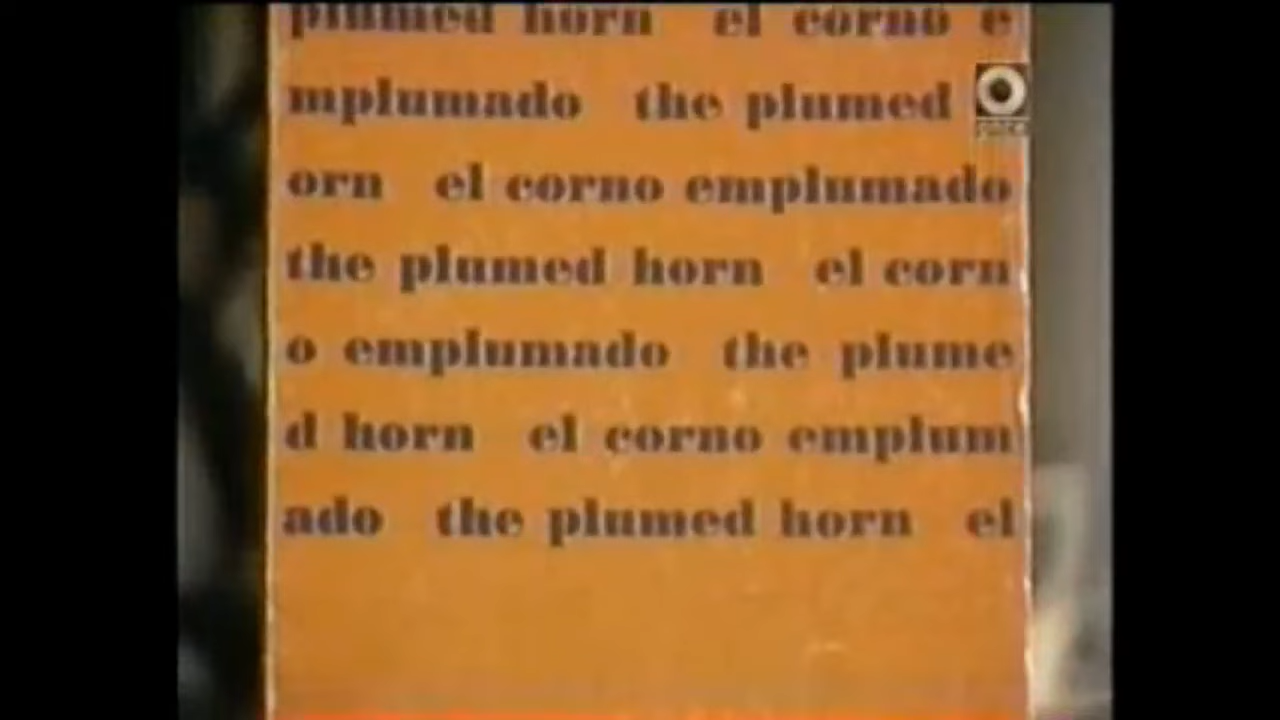 plumed horn el corno e
mplumado the plumed
orn el corno emplumado
the plumed horn el corn
o emplumado the plume
d horn el corno emplum
ado the plumed horn el